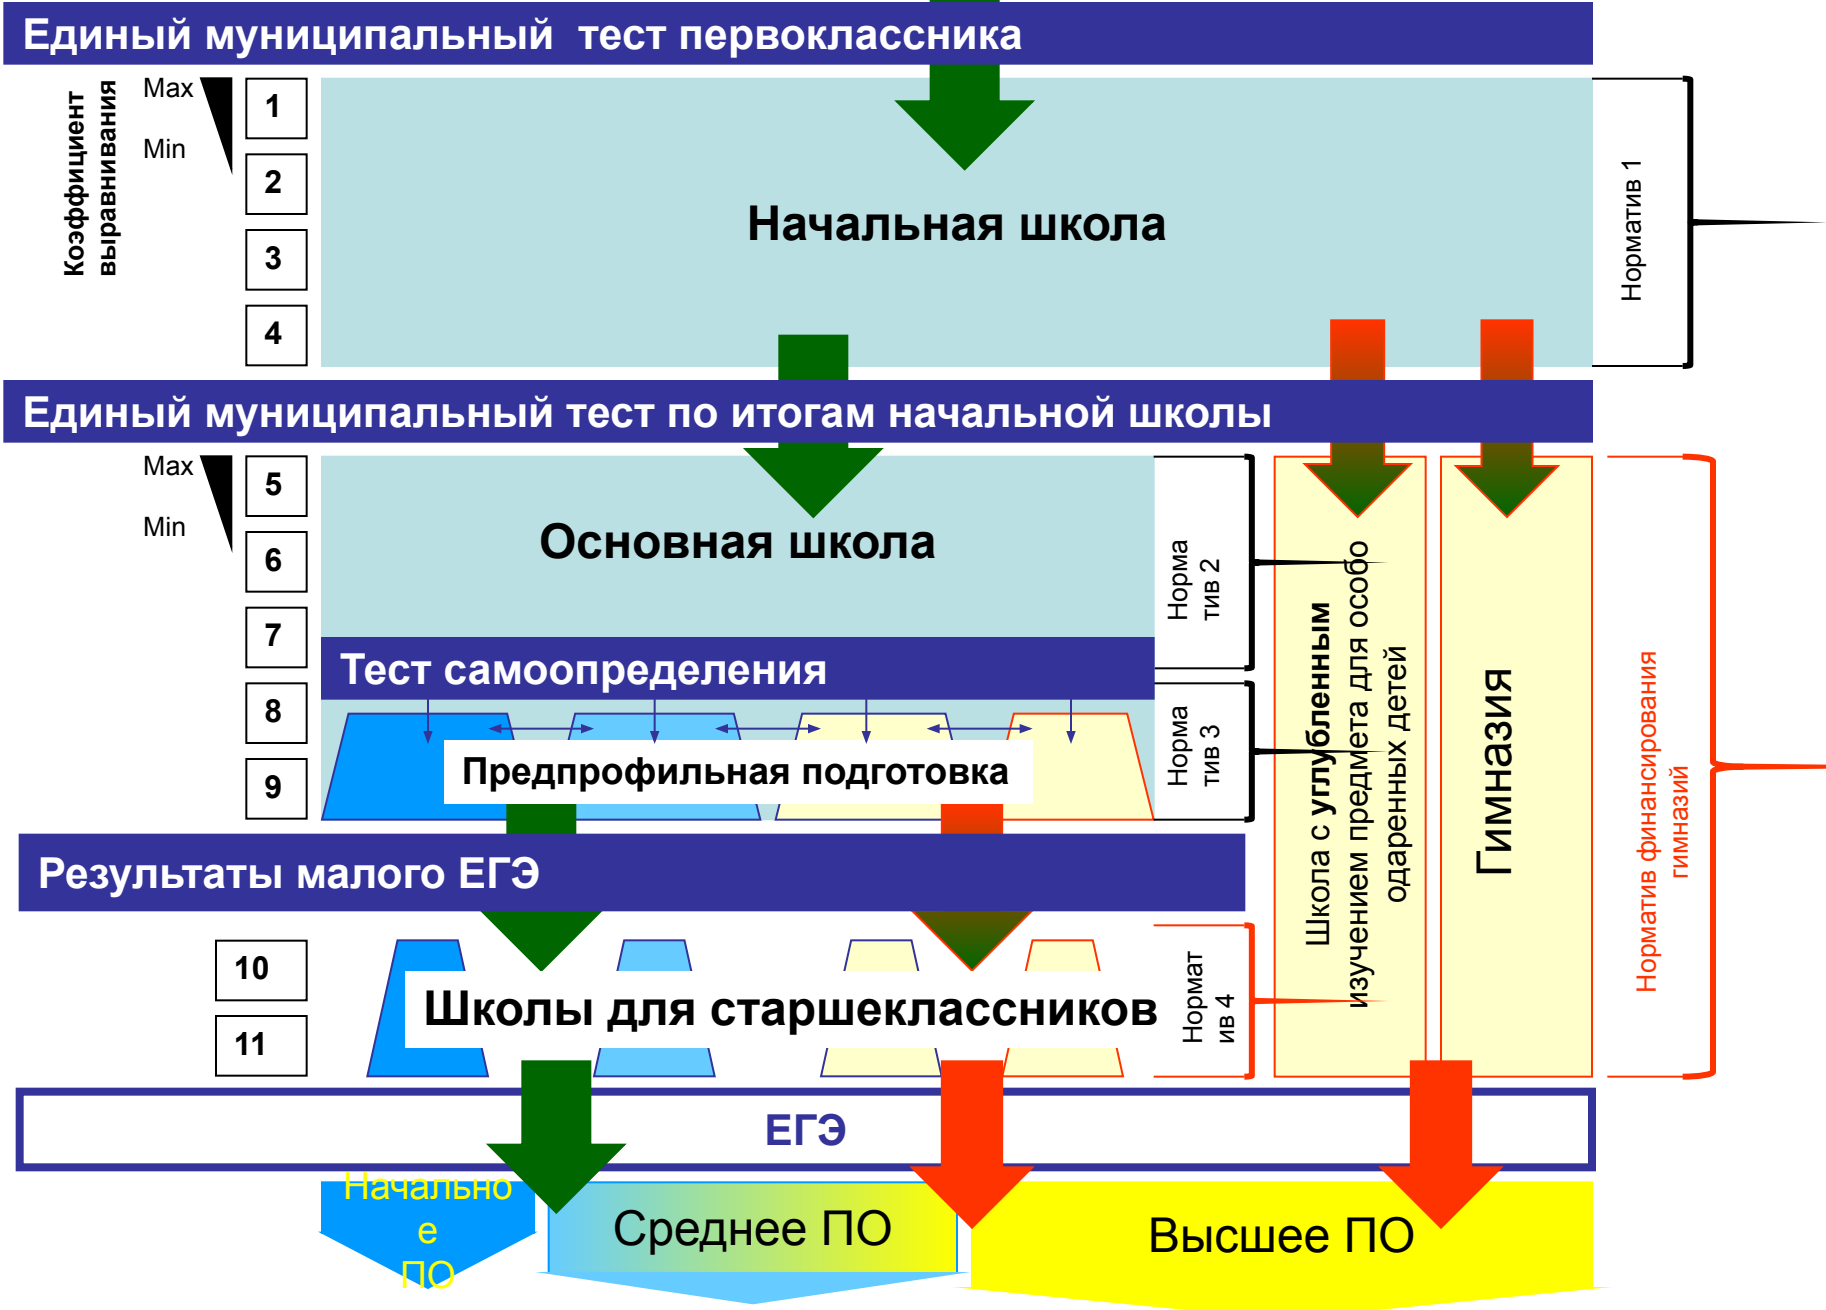 Единый муниципальный  тест первоклассника
Коэффициент
выравнивания
Max
Min
1
2
3
4
Начальная школа
Норматив 1
Единый муниципальный тест по итогам начальной школы
Max
Min
5
6
7
8
9
Основная школа
Норма
тив 2
Тест самоопределения
Предпрофильная подготовка
Норма
тив 3
Школа с углубленным
изучением предмета для особо
одаренных детей
Гимназия
Норматив финансирования
гимназий
Результаты малого ЕГЭ
10
11
Школы для старшеклассников
Нормат
ив 4
ЕГЭ
Начально
е
ПО
Среднее ПО
Высшее ПО